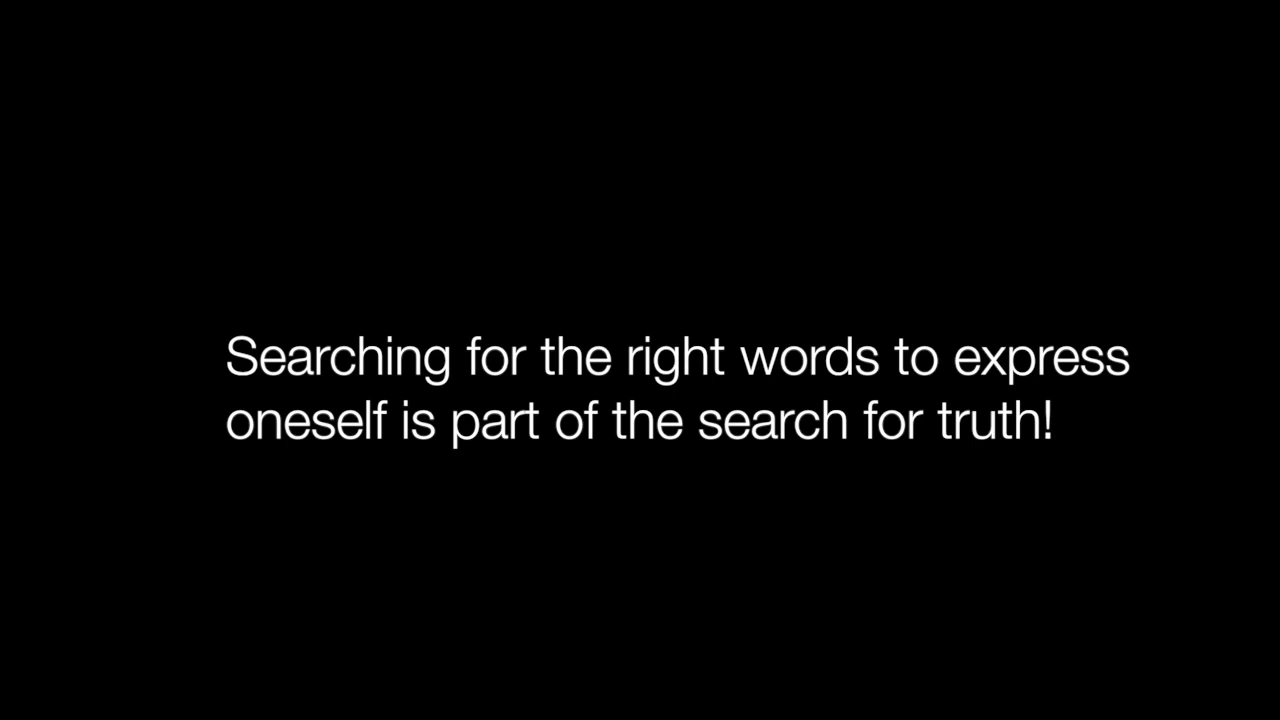 Searching for the right words to express
oneself is part of the search for truth!